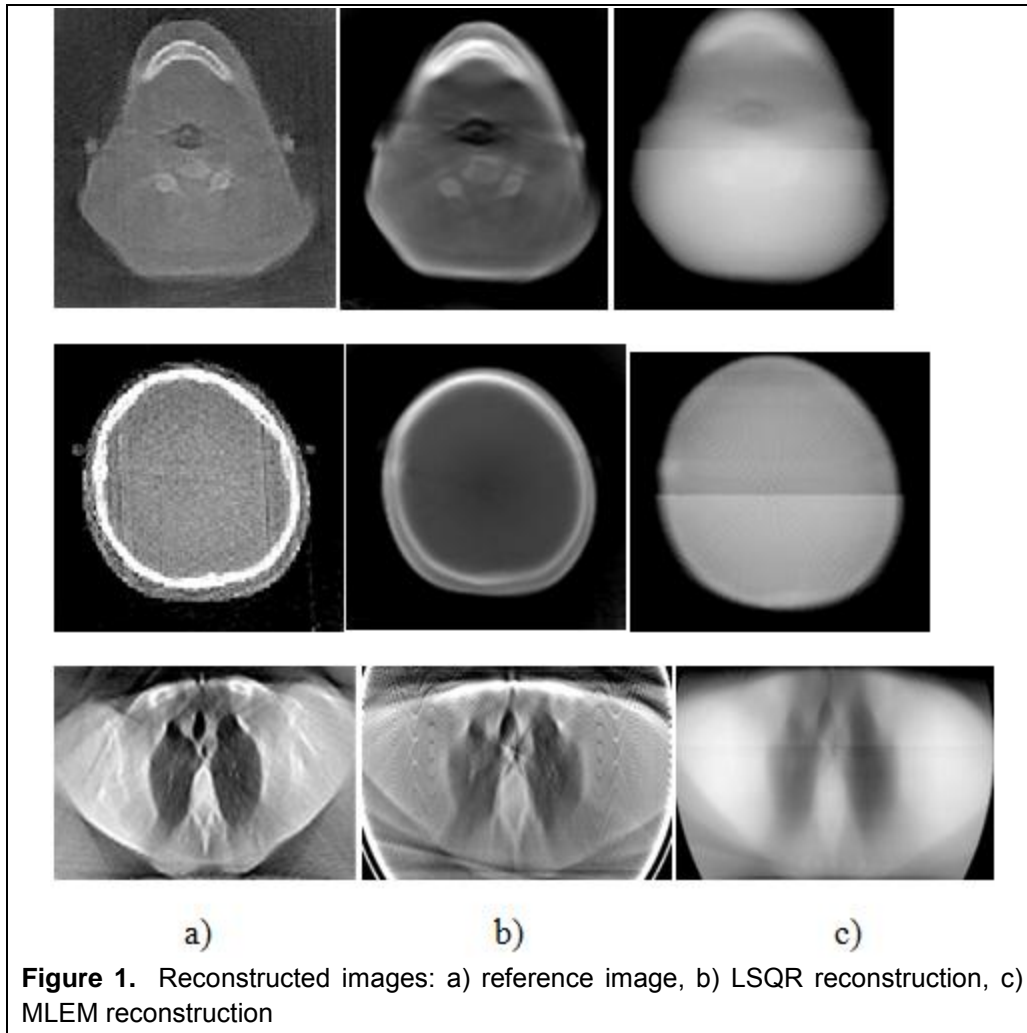 a) b) c)
Figure 1. Reconstructed images: a) reference image, b) LSQR reconstruction, c)
MLEM reconstruction